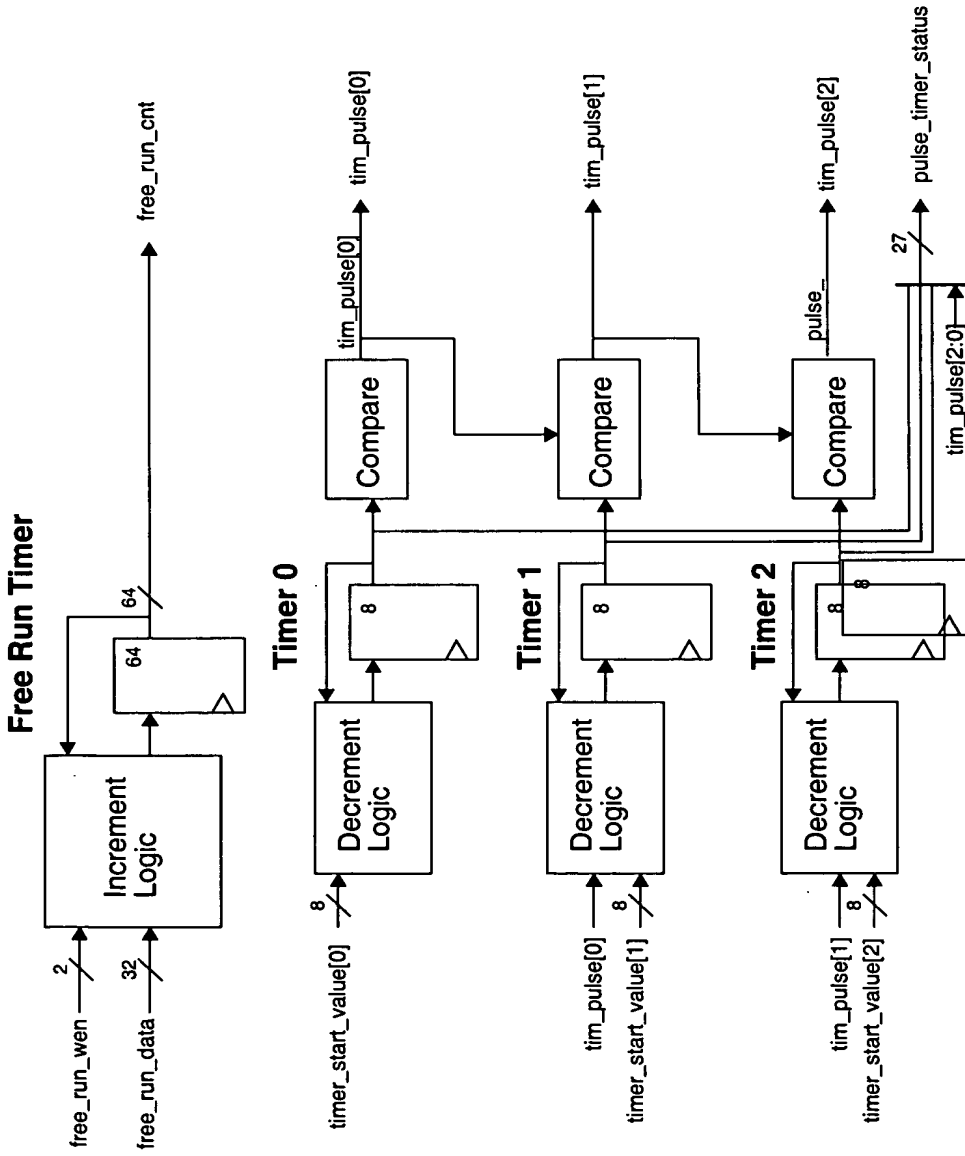 Free Run Timer
free_run_wen
2
free_run_data
32
Increment
Logic
64
64
free_run_cnt
Timer 0
timer_start_value[0]
8
Decrement
Logic
8
Compare
tim_pulse[0]
tim_pulse[0]
Timer 1
tim_pulse[0]
timer_start_value[1]
8
Decrement
Logic
8
Compare
tim_pulse[1]
Timer 2
tim_pulse[1]
timer_start_value[2]
8
Decrement
Logic
8
8
Compare
pulse_
tim_pulse[2]
27
pulse_timer_status
tim_pulse[2:0]